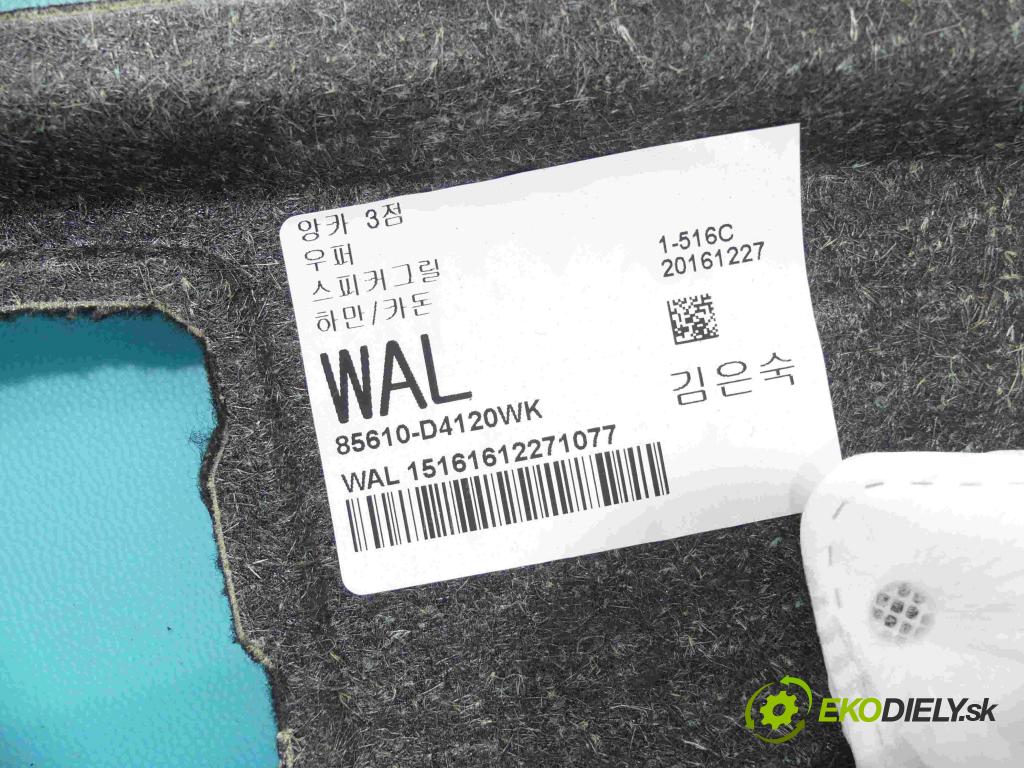 앙카 3점
우퍼
스피커그릴
하만/카돈
WAL
85610-D4120WK
WAL 15161612271077
1-516C
20161227
김은숙
EKODIELY.sk